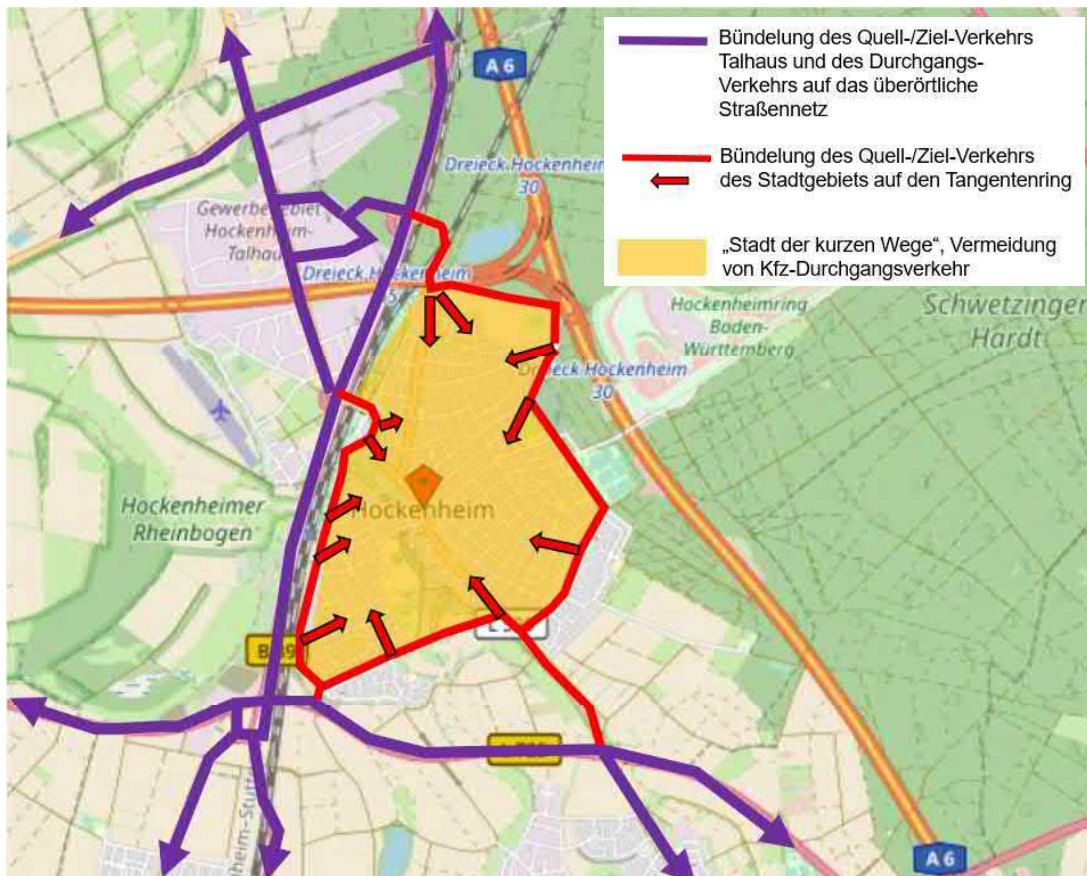 Bündelung des Quell-/Ziel-Verkehrs
Talhaus und des Durchgangs-
Verkehrs auf das überörtliche
Straßennetz
Bündelung des Quell-/Ziel-Verkehrs
des Stadtgebiets auf den Tangentenring
„Stadt der kurzen Wege“, Vermeidung
von Kfz-Durchgangsverkehr
A 6
Dreieck Hockenheim
30
Gewerbegebiet
Hockenheim-
Talhaus
Dreieck Hockenheim
Hockenheimring
Baden-
Württemberg
Schwetzinger
Hardt
Dreieck Hockenheim
30
Hockenheimer
Rheinbogen
Hockenheim
A 6